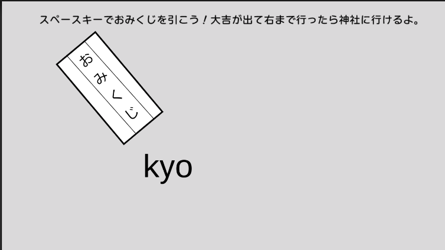 スペースキーでおみくじを引こう！大吉が出て右まで行ったら神社に行けるよ。
おみくじ
kyo